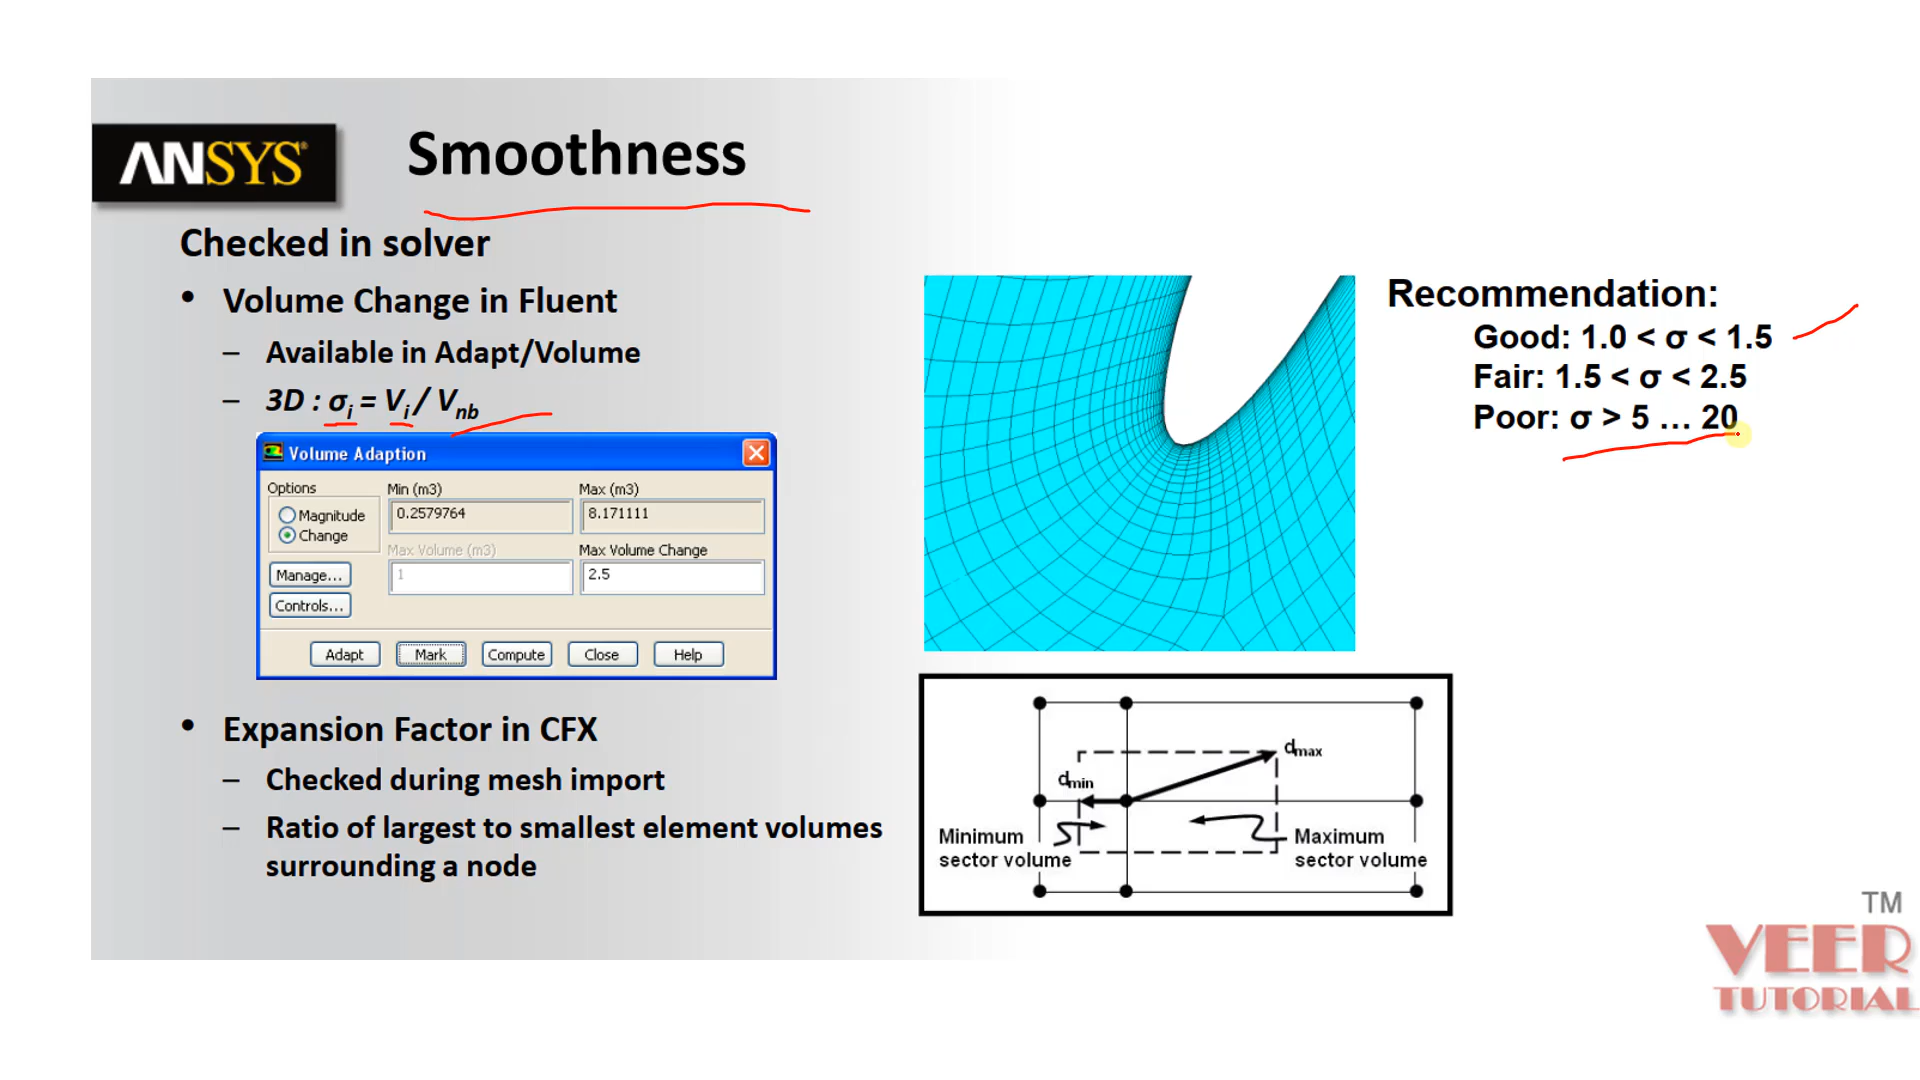 ANSYS®
Smoothness
Checked in solver
• Volume Change in Fluent
– Available in Adapt/Volume
– 3D : σi = Vi / Vnb
Volume Adaption
Options
Magnitude
Change
Manage...
Controls...
Min (m3)
0.2579764
Max (m3)
8.171111
Max Volume (m3)
1
Max Volume Change
2.5
Adapt
Mark
Compute
Close
Help
• Expansion Factor in CFX
– Checked during mesh import
– Ratio of largest to smallest element volumes
surrounding a node
Recommendation:
Good: 1.0 < σ < 1.5
Fair: 1.5 < σ < 2.5
Poor: σ > 5 ... 20
dmax
dmin
Minimum
sector volume
Maximum
sector volume
TM
VEER
TUTORIAL